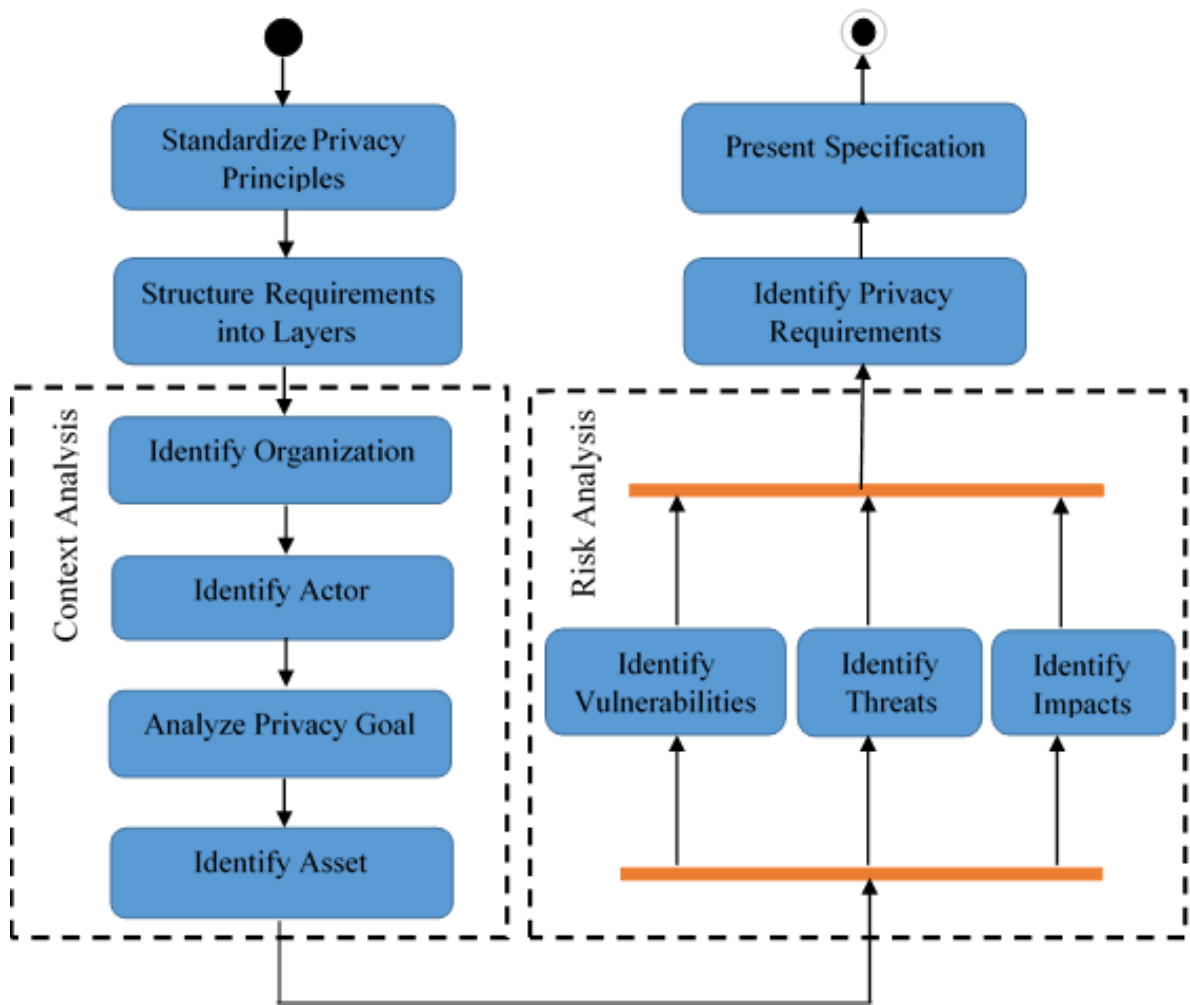 Standardize Privacy
Principles
Structure Requirements
into Layers
Context Analysis
Identify Organization
Identify Actor
Analyze Privacy Goal
Identify Asset
Present Specification
Identify Privacy
Requirements
Risk Analysis
Identify
Vulnerabilities
Identify
Threats
Identify
Impacts